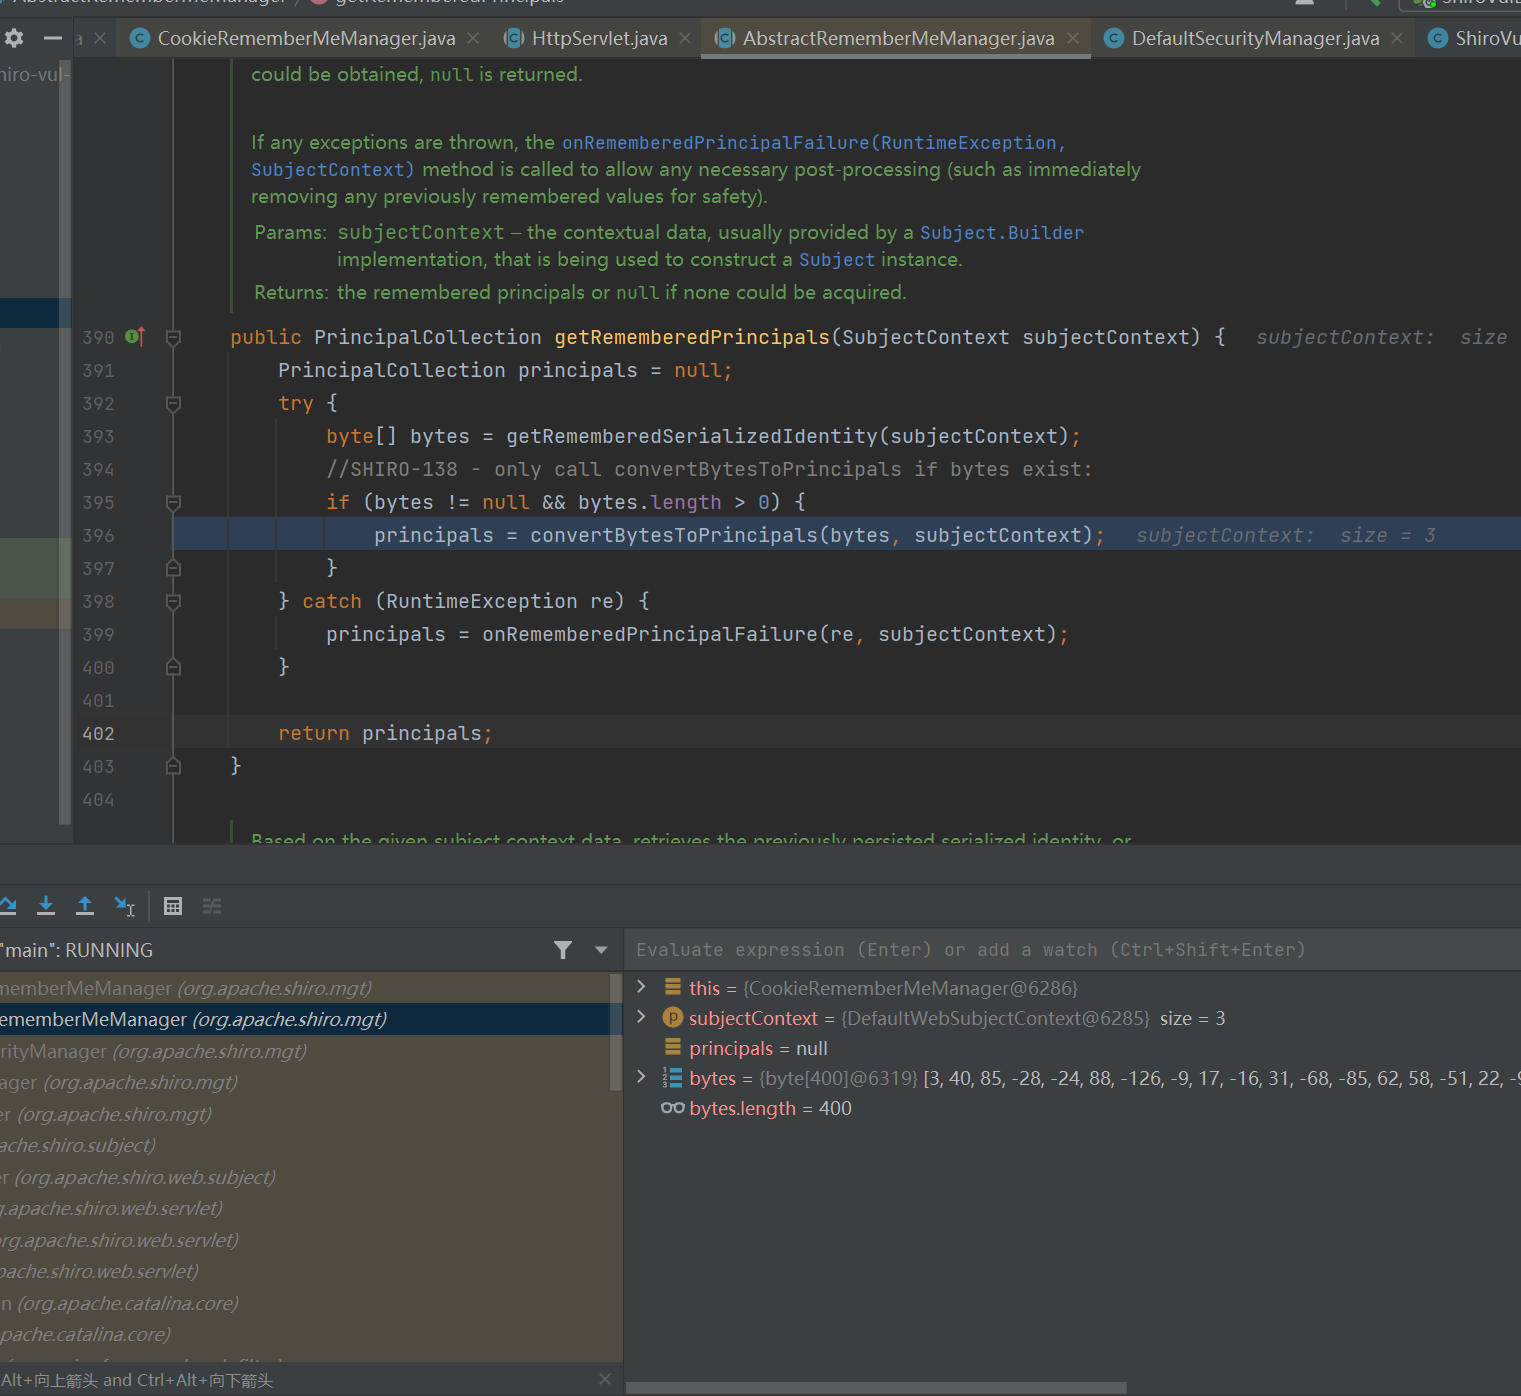 CookieRememberMeManager.java HttpServlet.java AbstractRememberMeManager.java DefaultSecurityManager.java ShiroVu
hiro-vul-
could be obtained, null is returned.
If any exceptions are thrown, the onRememberedPrincipalFailure(RuntimeException,
SubjectContext) method is called to allow any necessary post-processing (such as immediately
removing any previously remembered values for safety).
Params: subjectContext – the contextual data, usually provided by a Subject.Builder
implementation, that is being used to construct a Subject instance.
Returns: the remembered principals or null if none could be acquired.
390 public PrincipalCollection getRememberedPrincipals(SubjectContext subjectContext) { subjectContext: size
391 PrincipalCollection principals = null;
392 try {
393 byte[] bytes = getRememberedSerializedIdentity(subjectContext);
394 //SHIRO-138 - only call convertBytesToPrincipals if bytes exist:
395 if (bytes != null && bytes.length > 0) {
396 principals = convertBytesToPrincipals(bytes, subjectContext); subjectContext: size = 3
397 }
398 } catch (RuntimeException re) {
399 principals = onRememberedPrincipalFailure(re, subjectContext);
400 }
401
402 return principals;
403 }
404
Based on the given subject context data, retrieves the previously persisted serialized identity, or
"main": RUNNING
Evaluate expression (Enter) or add a watch (Ctrl+Shift+Enter)
memberMeManager (org.apache.shiro.mgt)
ememberMeManager (org.apache.shiro.mgt)
rityManager (org.apache.shiro.mgt)
ager (org.apache.shiro.mgt)
er (org.apache.shiro.mgt)
ache.shiro.subject)
er (org.apache.shiro.web.subject)
g.apache.shiro.web.servlet)
org.apache.shiro.web.servlet)
pache.shiro.web.servlet)
n (org.apache.catalina.core)
pache.catalina.core)
Alt+向上箭头 and Ctrl+Alt+向下箭头
this = {CookieRememberMeManager@6286}
subjectContext = {DefaultWebSubjectContext@6285} size = 3
principals = null
bytes = {byte[400]@6319} [3, 40, 85, -28, -24, 88, -126, -9, 17, -16, 31, -68, -85, 62, 58, -51, 22, -9
bytes.length = 400